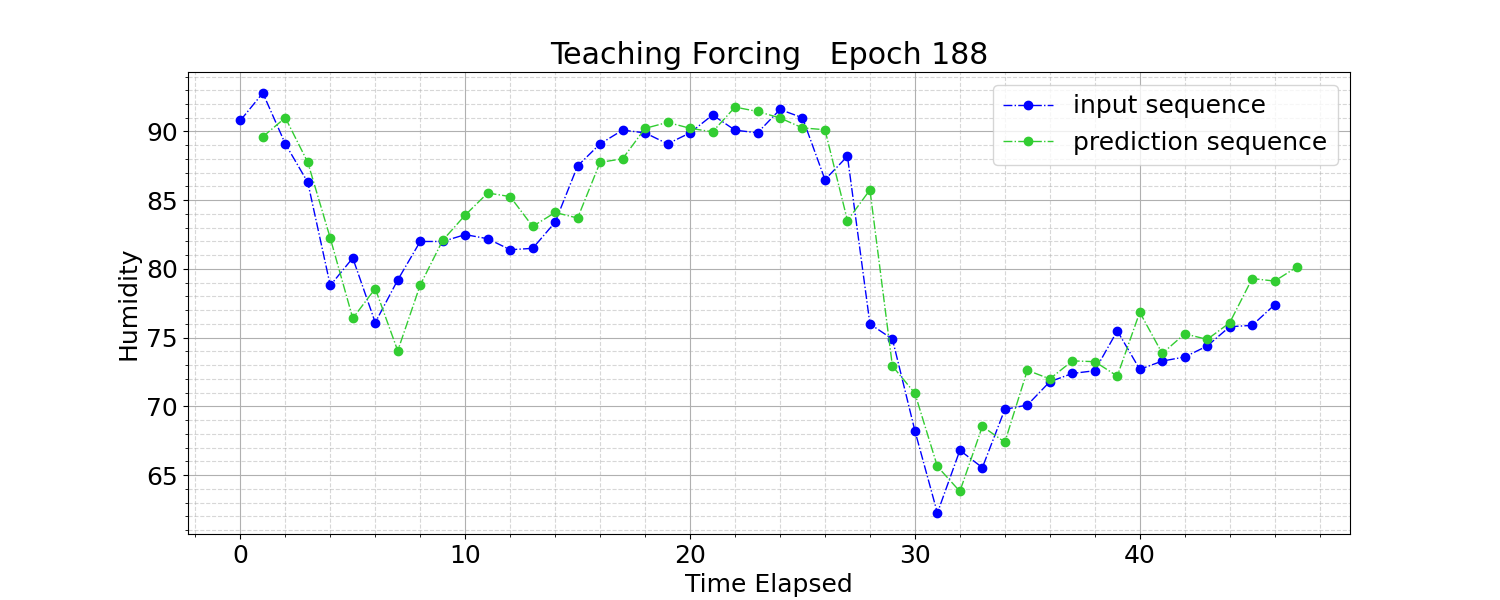 Teaching Forcing   Epoch 188
input sequence
prediction sequence
Humidity
90
85
80
75
70
65
0 10 20 30 40
Time Elapsed